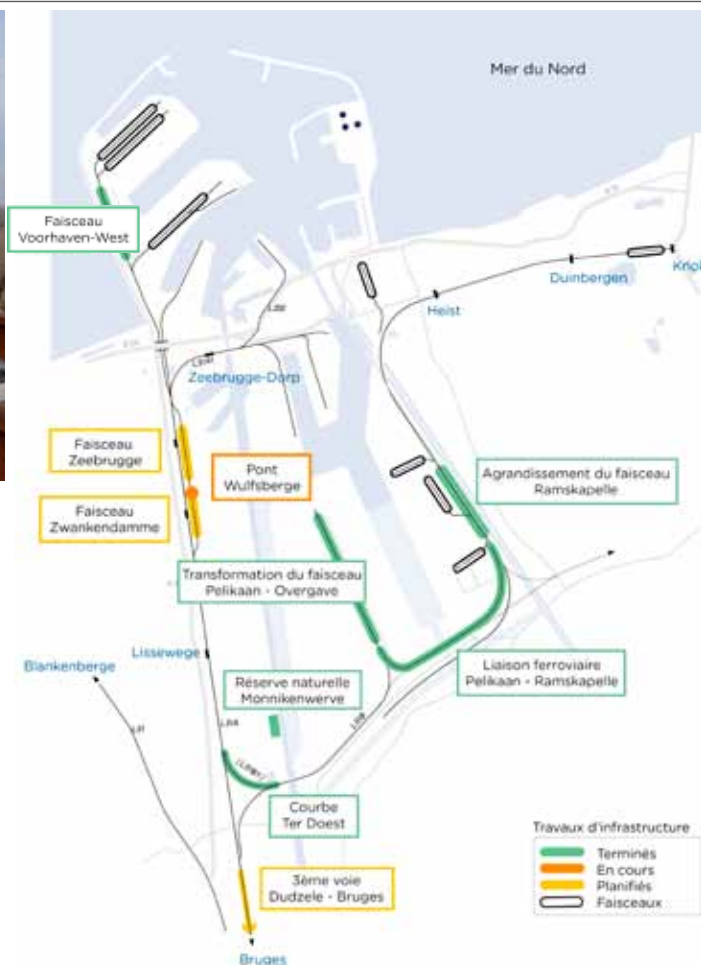 Mer du Nord
Faisceau
Voorhaven-West
Duinbergen
Heist
Zeebrugge-Dorp
Faisceau
Zeebrugge
Pont
Wulfsberge
Agrandissement du faisceau
Ramskapelle
Faisceau
Zwankendamme
Transformation du faisceau
Pelikaan - Overgave
Lissewege
Blankenberge
Réserve naturelle
Monnikenwerve
Liaison ferroviaire
Pelikaan - Ramskapelle
Courbe
Ter Doest
Travaux d'infrastructure
Terminés
En cours
Planifiés
Faisceaux
3ème voie
Dudzele - Bruges
Bruges